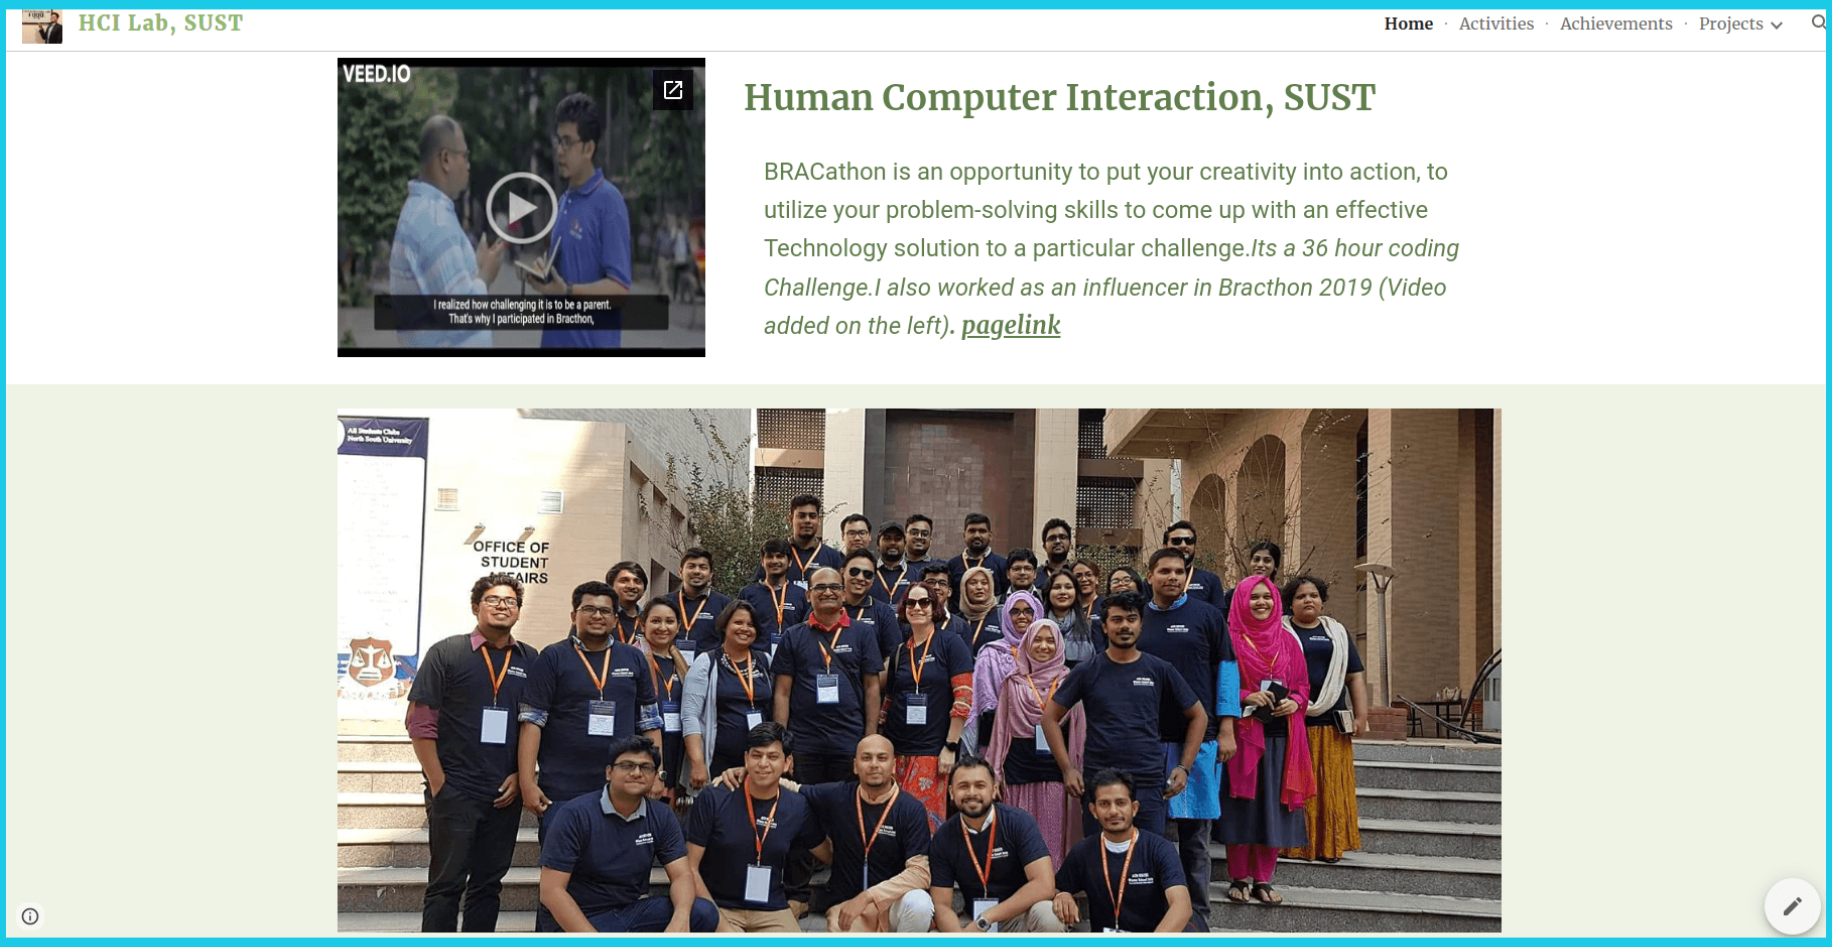 HCI Lab, SUST
Home · Activities · Achievements · Projects
VEED.IO
I realized how challenging it is to be a parent.
That's why I participated in Bracthon,
Human Computer Interaction, SUST
BRACathon is an opportunity to put your creativity into action, to
utilize your problem-solving skills to come up with an effective
Technology solution to a particular challenge.Its a 36 hour coding
Challenge.I also worked as an influencer in Bracthon 2019 (Video
added on the left). pagelink
All Students Clubs
North South University
OFFICE OF
STUDENT
AFFAIRS